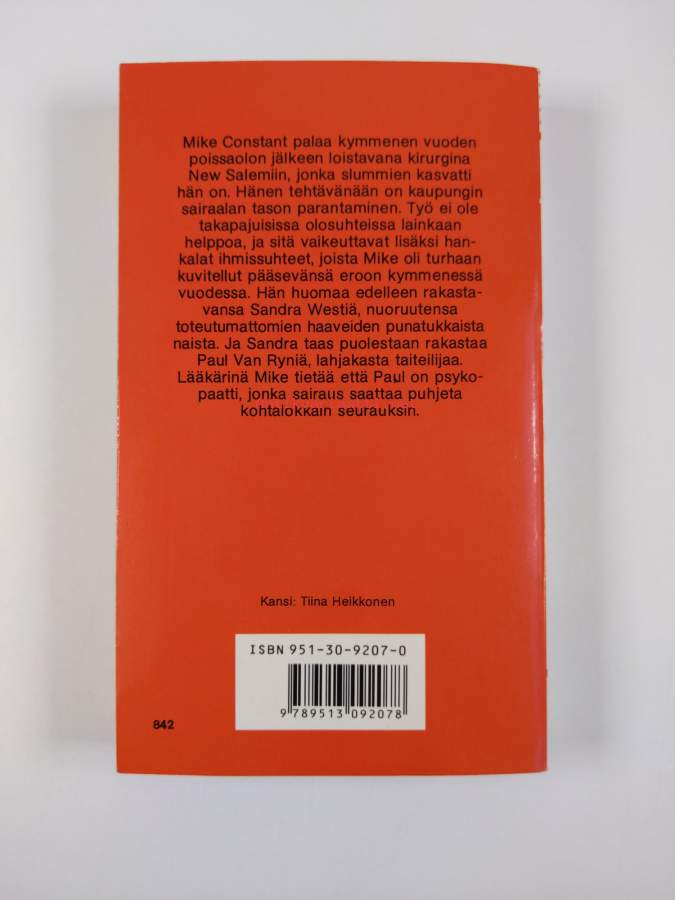 Mike Constant palaa kymmenen vuoden
poissaolon jälkeen loistavana kirurgina
New Salemiin, jonka slummien kasvatti
hän on. Hänen tehtävänään on kaupungin
sairaalan tason parantaminen. Työ ei ole
takapajuisissa olosuhteissa lainkaan
helppoa, ja sitä vaikeuttavat lisäksi han-
kalat ihmissuhteet, joista Mike oli turhaan
kuvitellut pääsevänsä eroon kymmenessä
vuodessa. Hän huomaa edelleen rakasta-
vansa Sandra Westiä, nuoruutensa
toteutumattomien haaveiden punatukkaista
naista. Ja Sandra taas puolestaan rakastaa
Paul Van Ryniä, lahjakasta taiteilijaa.
Lääkärinä Mike tietää että Paul on psyko-
paatti, jonka sairaus saattaa puhjeta
kohtalokkain seurauksin.
Kansi: Tiina Heikkonen
ISBN 951-30-9207-0
9 789513 092078
842